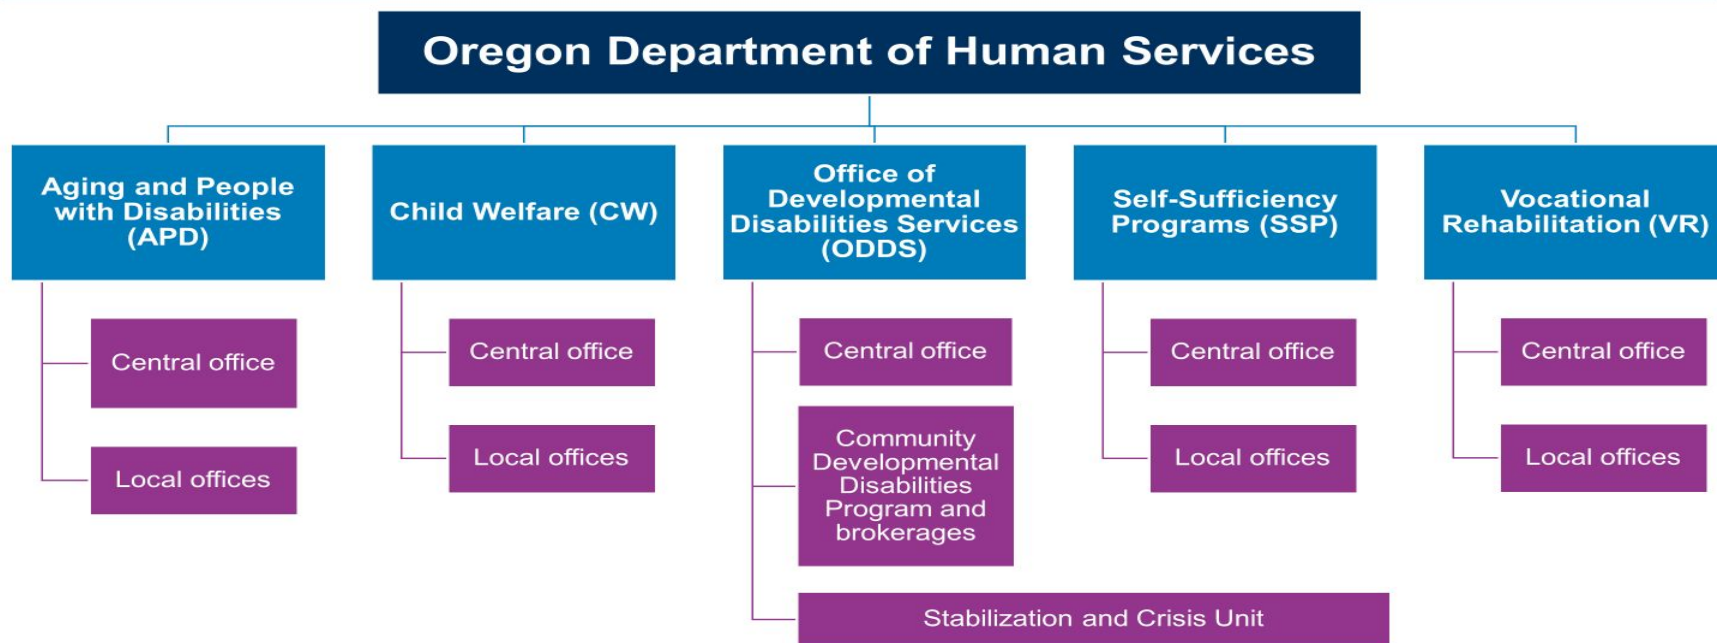 Oregon Department of Human Services
Aging and People
with Disabilities
(APD)
Central office
Local offices
Child Welfare (CW)
Central office
Local offices
Office of
Developmental
Disabilities Services
(ODDS)
Central office
Community
Developmental
Disabilities
Program and
brokerages
Stabilization and Crisis Unit
Self-Sufficiency
Programs (SSP)
Central office
Local offices
Vocational
Rehabilitation (VR)
Central office
Local offices